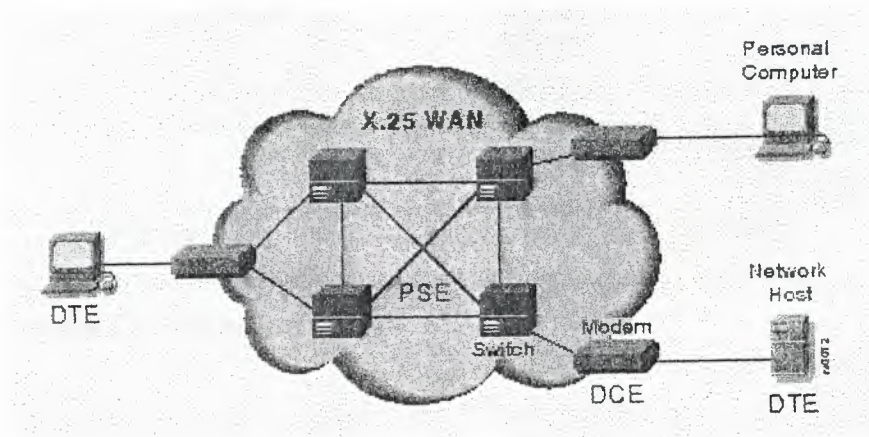 Personal
Computer
X.25 WAN
DTE
PSE
Network
Host
Modem
Switch
DCE
DTE